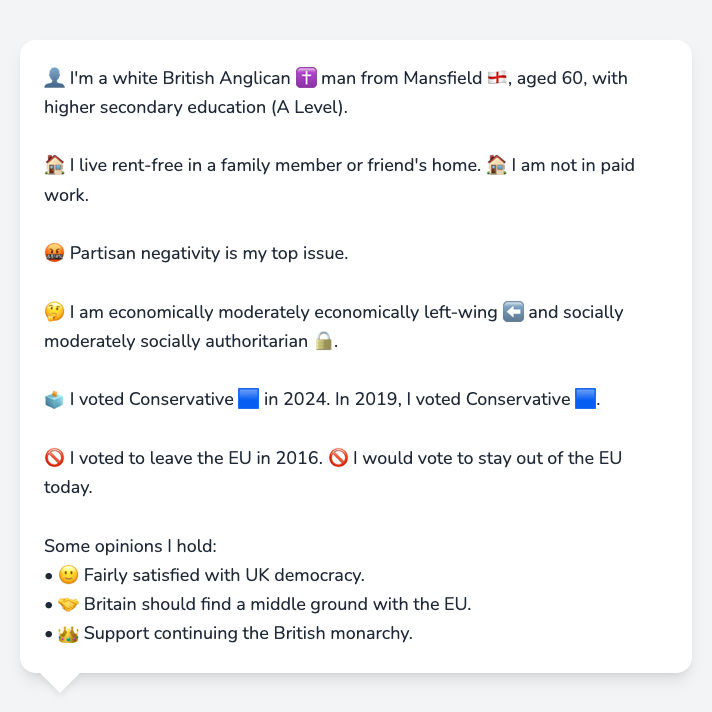 👤 I'm a white British Anglican ✝️ man from Mansfield 🏴󠁧󠁢󠁥󠁮󠁧󠁿, aged 60, with
higher secondary education (A Level).
🏠 I live rent-free in a family member or friend's home. 🏠 I am not in paid
work.
🤬 Partisan negativity is my top issue.
🤔 I am economically moderately economically left-wing ⬅️ and socially
moderately socially authoritarian 🔒.
🗳️ I voted Conservative 🟦 in 2024. In 2019, I voted Conservative 🟦.
🚫 I voted to leave the EU in 2016. 🚫 I would vote to stay out of the EU
today.
Some opinions I hold:
• 🙂 Fairly satisfied with UK democracy.
• 🤝 Britain should find a middle ground with the EU.
• 👑 Support continuing the British monarchy.